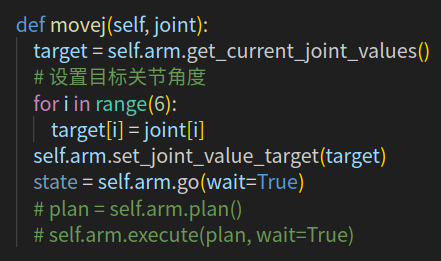 def movej(self, joint):
    target = self.arm.get_current_joint_values()
    # 设置目标关节角度
    for i in range(6):
        target[i] = joint[i]
    self.arm.set_joint_value_target(target)
    state = self.arm.go(wait=True)
    # plan = self.arm.plan()
    # self.arm.execute(plan, wait=True)